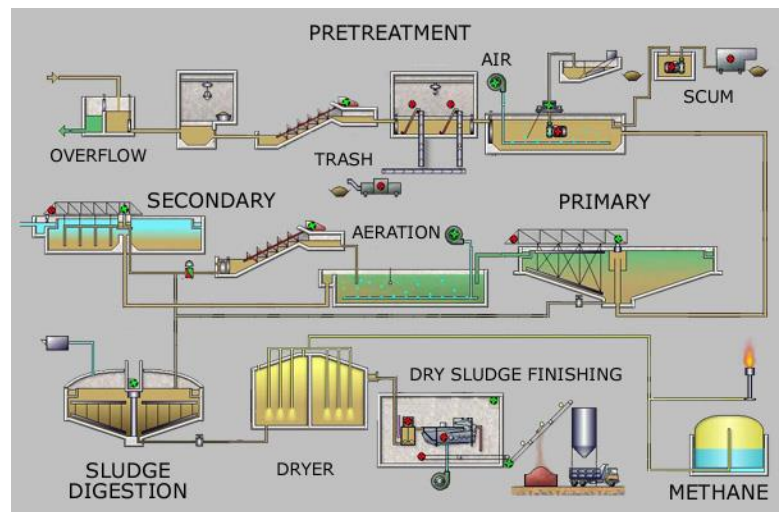 PRETREATMENT
AIR
SCUM
OVERFLOW
TRASH
SECONDARY
PRIMARY
AERATION
DRY SLUDGE FINISHING
SLUDGE
DIGESTION
DRYER
METHANE